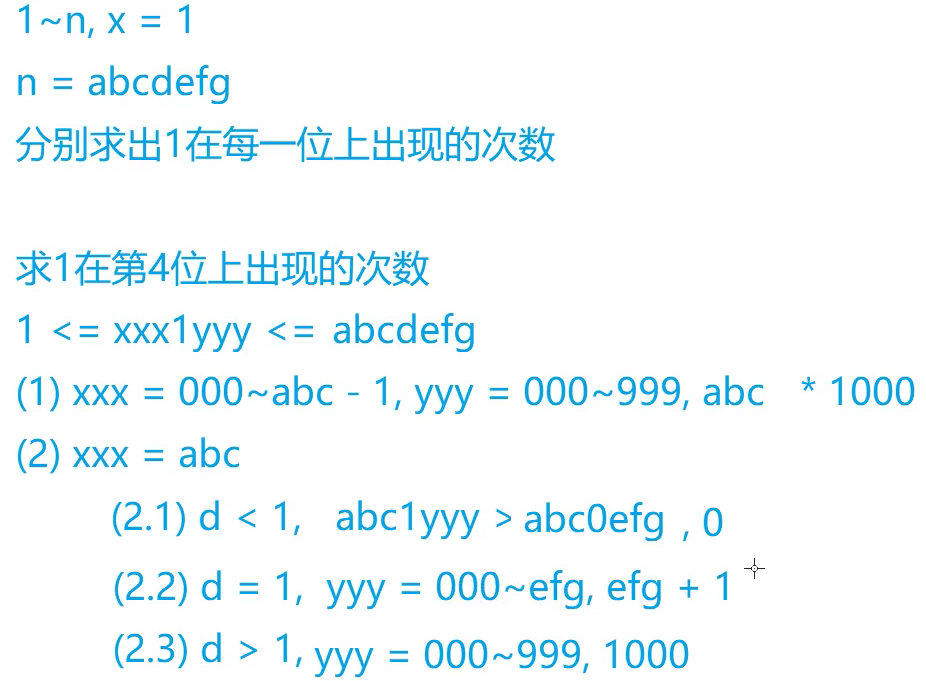 1~n, x = 1
n = abcdefg
分别求出1在每一位上出现的次数
求1在第4位上出现的次数
1 <= xxx1yyy <= abcdefg
(1) xxx = 000~abc - 1, yyy = 000~999, abc * 1000
(2) xxx = abc
(2.1) d < 1, abc1yyy > abc0efg , 0
(2.2) d = 1, yyy = 000~efg, efg + 1
(2.3) d > 1, yyy = 000~999, 1000